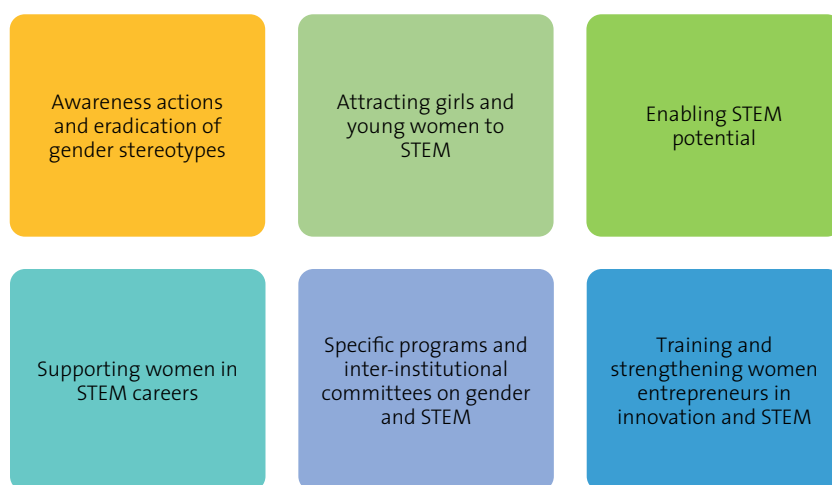 Awareness actions
and eradication of
gender stereotypes
Attracting girls and
young women to
STEM
Enabling STEM
potential
Supporting women in
STEM careers
Specific programs and
inter-institutional
committees on gender
and STEM
Training and
strengthening women
entrepreneurs in
innovation and STEM